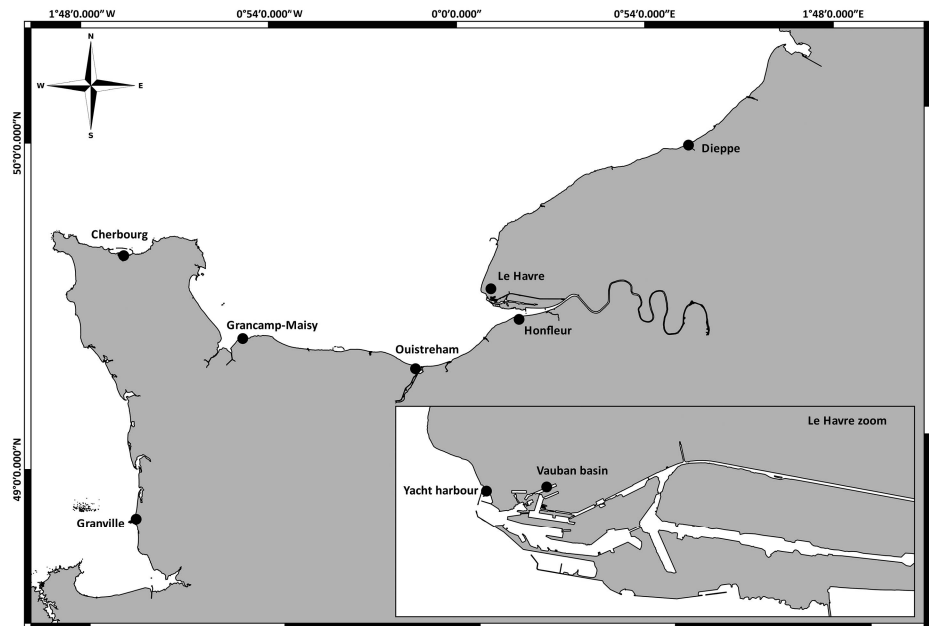 1°48'0.000"W 0°54'0.000"W 0°0'0.000" 0°54'0.000"E 1°48'0.000"E
N
W E
S
50°0'0.000"N
Dieppe
Cherbourg
Le Havre
Grancamp-Maisy
Honfleur
Ouistreham
Le Havre zoom
49°0'0.000"N
Vauban basin
Yacht harbour
Granville